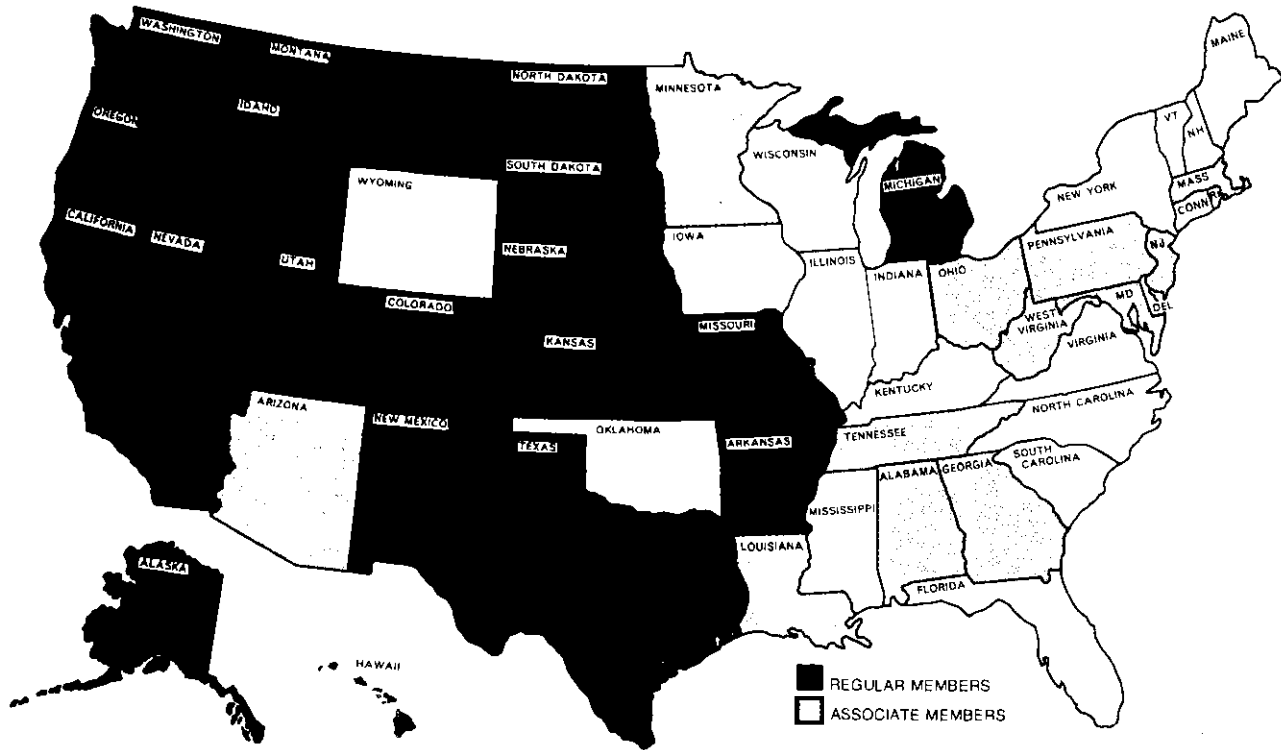 WASHINGTON
MONTANA
NORTH DAKOTA
MINNESOTA
MAINE
OREGON
IDAHO
WISCONSIN
VT
NH
SOUTH DAKOTA
MICHIGAN
WYOMING
NEW YORK
MASS
CONN
RI
CALIFORNIA
NEVADA
UTAH
NEBRASKA
IOWA
ILLINOIS
INDIANA
OHIO
PENNSYLVANIA
NJ
COLORADO
KANSAS
MISSOURI
WEST
VIRGINIA
MD
DEL
VIRGINIA
KENTUCKY
ARIZONA
NEW MEXICO
TEXAS
OKLAHOMA
ARKANSAS
TENNESSEE
NORTH CAROLINA
SOUTH
CAROLINA
MISSISSIPPI
ALABAMA
GEORGIA
LOUISIANA
FLORIDA
ALASKA
HAWAII
REGULAR MEMBERS
ASSOCIATE MEMBERS